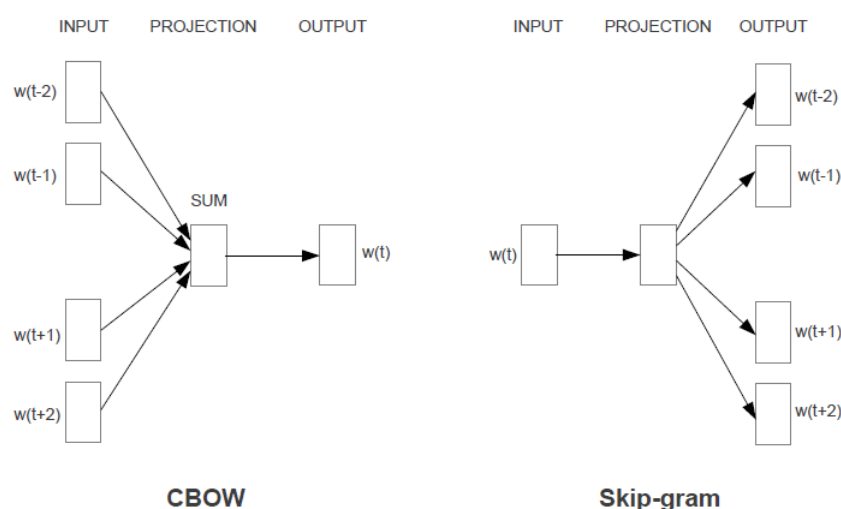 INPUT PROJECTION OUTPUT
w(t-2)
w(t-1)
SUM
w(t)
w(t+1)
w(t+2)
CBOW
INPUT PROJECTION OUTPUT
w(t-2)
w(t-1)
w(t)
w(t+1)
w(t+2)
Skip-gram